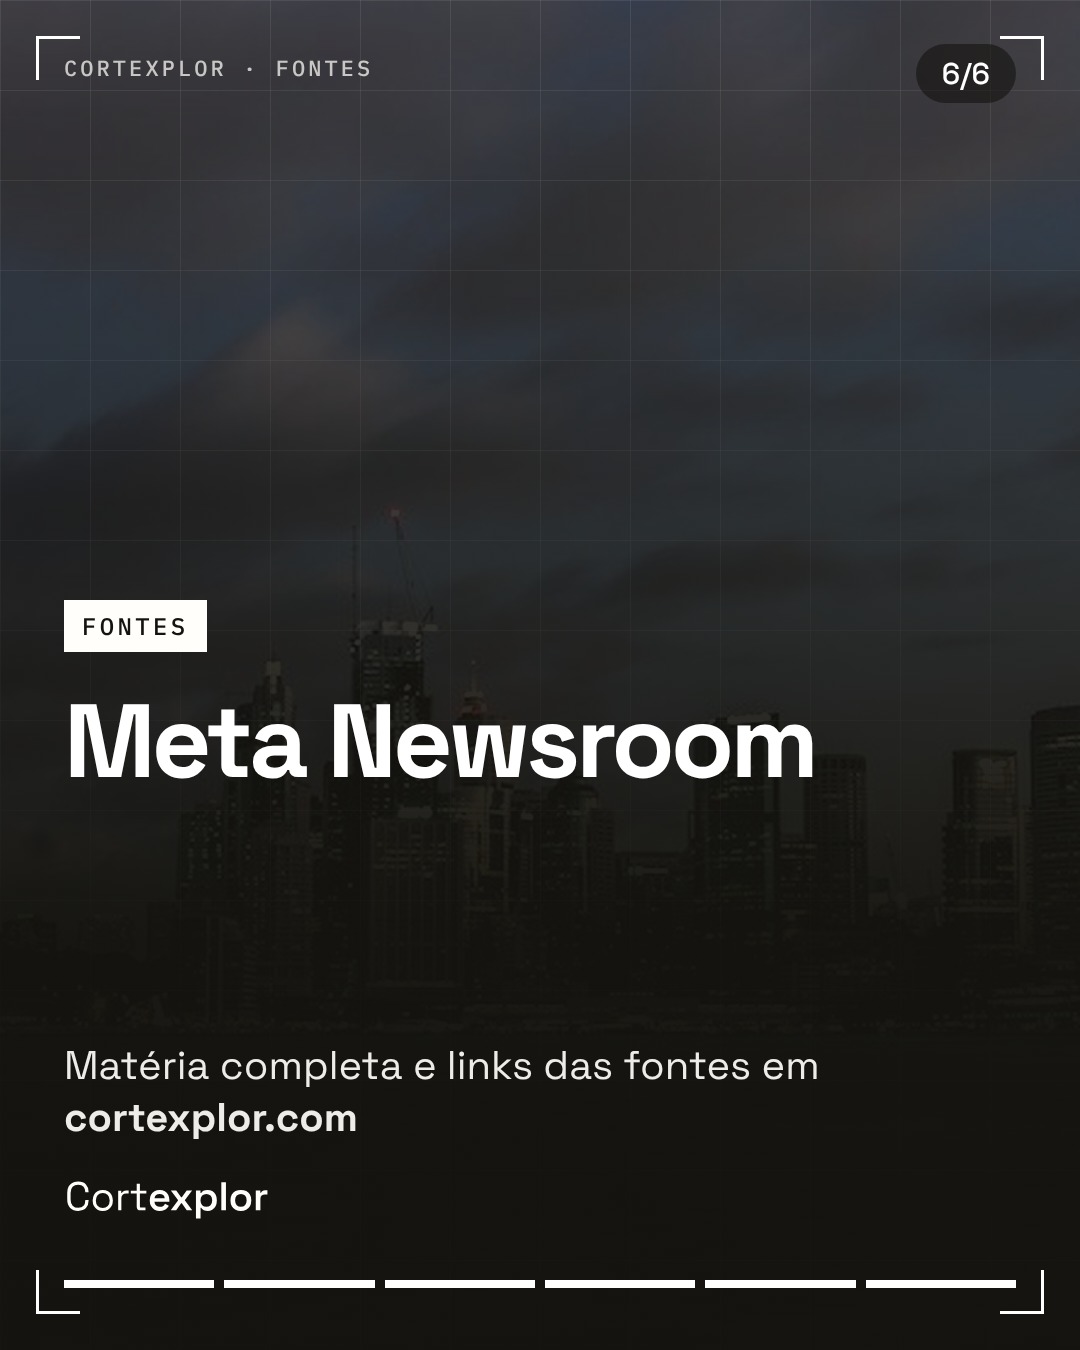 CORTEXPLOR · FONTES
6/6
FONTES
Meta Newsroom
Matéria completa e links das fontes em
cortexplor.com
Cortexplor